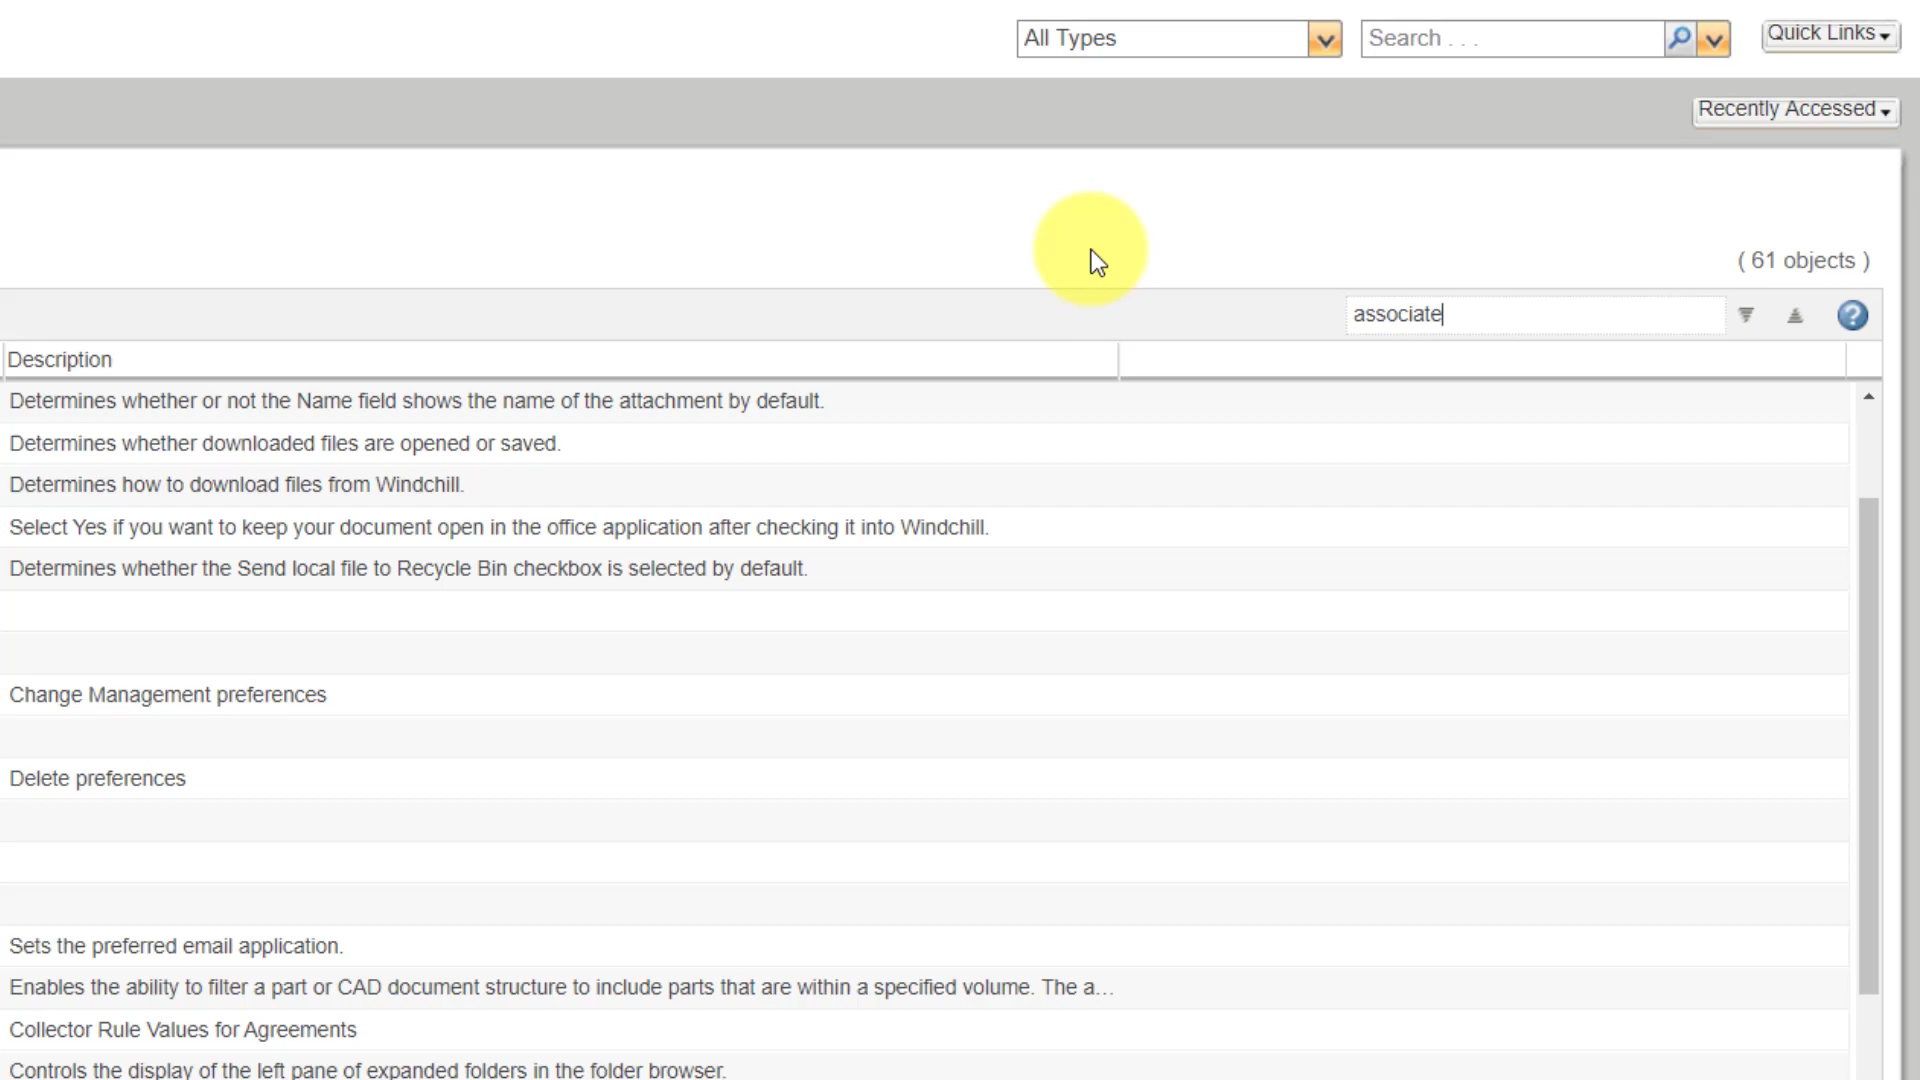 All Types
Search . . .
Quick Links
Recently Accessed
( 61 objects )
associate
?
Description
Determines whether or not the Name field shows the name of the attachment by default.
Determines whether downloaded files are opened or saved.
Determines how to download files from Windchill.
Select Yes if you want to keep your document open in the office application after checking it into Windchill.
Determines whether the Send local file to Recycle Bin checkbox is selected by default.
Change Management preferences
Delete preferences
Sets the preferred email application.
Enables the ability to filter a part or CAD document structure to include parts that are within a specified volume. The a...
Collector Rule Values for Agreements
Controls the display of the left pane of expanded folders in the folder browser.